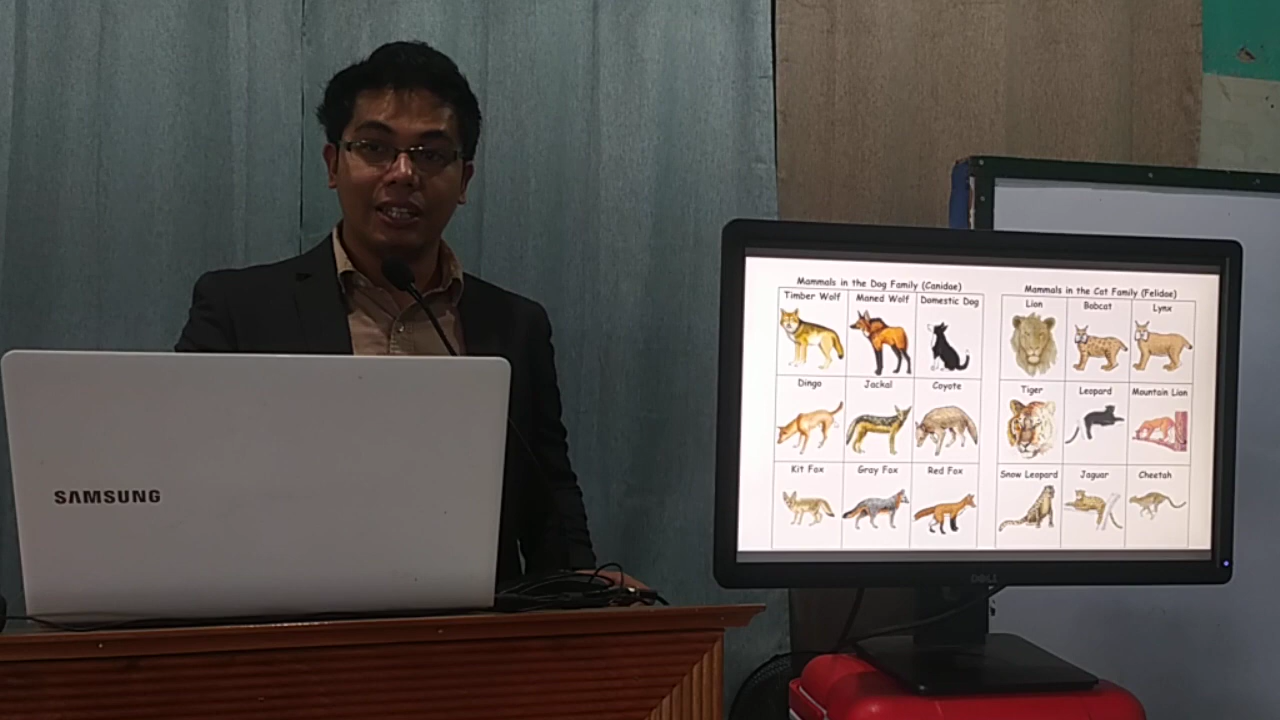 SAMSUNG
Mammals in the Dog Family (Canidae)
Timber Wolf
Maned Wolf
Domestic Dog
Dingo
Jackal
Coyote
Kit Fox
Gray Fox
Red Fox
Mammals in the Cat Family (Felidae)
Lion
Bobcat
Lynx
Tiger
Leopard
Mountain Lion
Snow Leopard
Jaguar
Cheetah
DELL